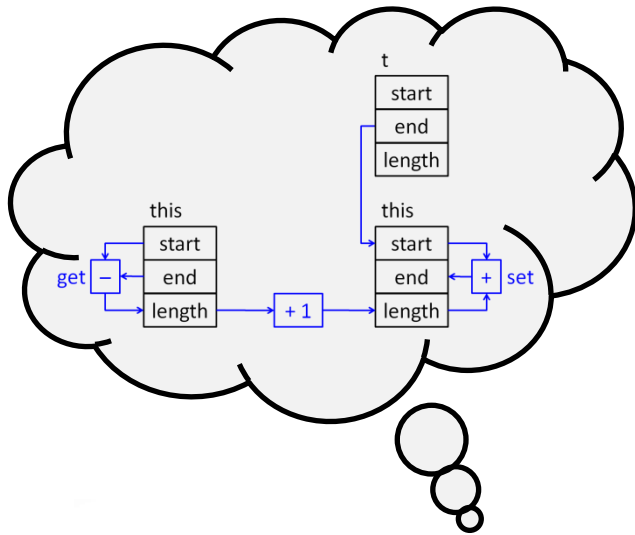 t
start
end
length
this
start
end
length
get
−
+ 1
this
start
end
length
+
set